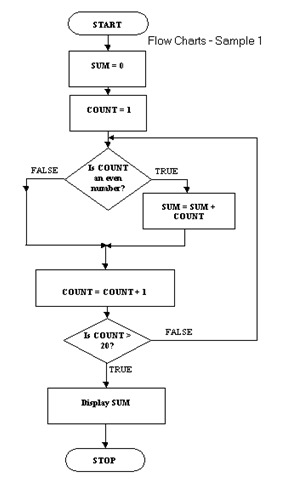 START
Flow Charts - Sample 1
SUM = 0
COUNT = 1
Is COUNT
an even
number?
FALSE
TRUE
SUM = SUM +
COUNT
COUNT = COUNT + 1
Is COUNT >
20?
FALSE
TRUE
Display SUM
STOP